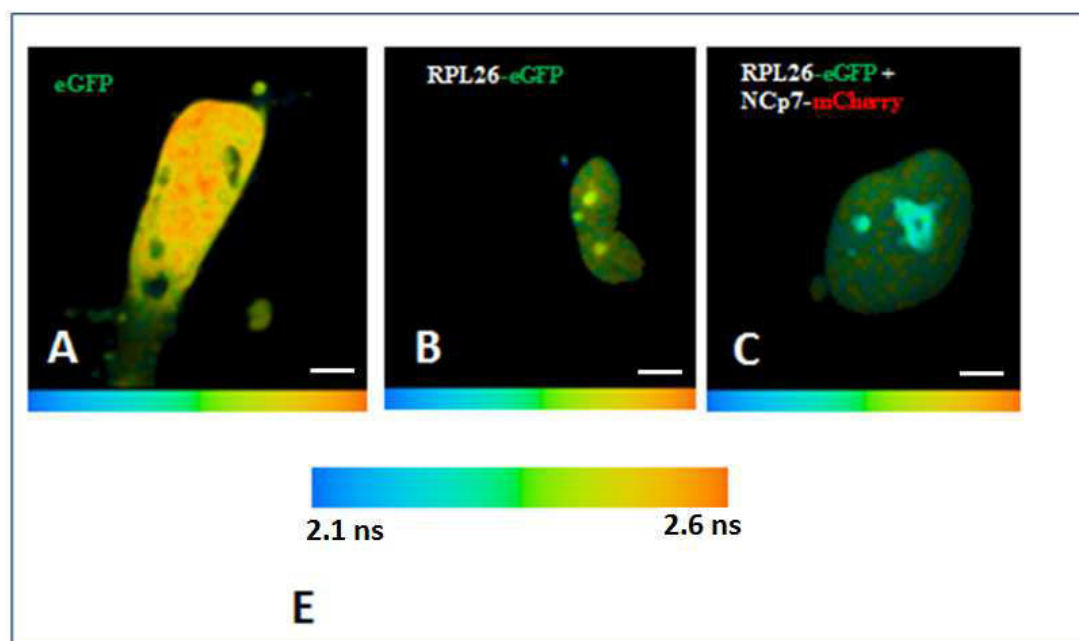 eGFP
A
RPL26-eGFP
B
RPL26-eGFP +
NCp7-mCherry
C
2.1 ns
2.6 ns
E